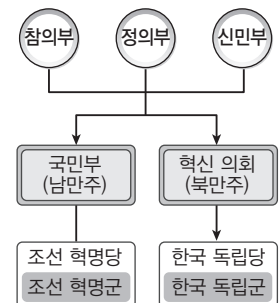 참의부
정의부
신민부
국민부
(남만주)
혁신 의회
(북만주)
조선 혁명당
조선 혁명군
한국 독립당
한국 독립군